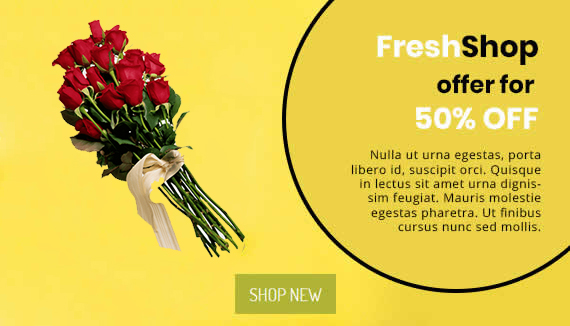 FreshShop
offer for
50% OFF
Nulla ut urna egestas, porta
libero id, suscipit orci. Quisque
in lectus sit amet urna dignis-
sim feugiat. Mauris molestie
egestas pharetra. Ut finibus
cursus nunc sed mollis.
SHOP NEW